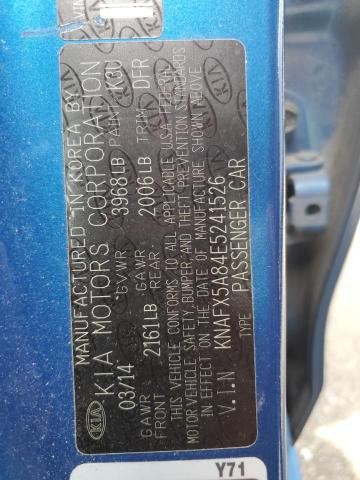 MANUFACTURED IN KOREA BY
KIA MOTORS CORPORATION
03/14 GVWR 3968LB PAINT K3U
GAWR 2161LB GAWR 2006LB TRIM DFR
REAR:
THIS VEHICLE CONFORMS TO ALL APPLICABLE U.S.A FEDERAL
MOTOR VEHICLE SAFETY, BUMPER, AND THEFT PREVENTION STANDARDS
IN EFFECT ON THE DATE OF MANUFACTURE SHOWN ABOVE
V.I.N KNAFX5A84E5241526
TYPE: PASSENGER CAR
KIA
Y71